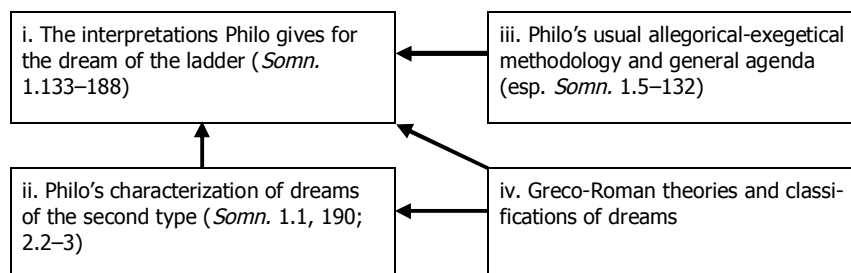 i. The interpretations Philo gives for
the dream of the ladder (Somn.
1.133–188)
iii. Philo’s usual allegorical-exegetical
methodology and general agenda
(esp. Somn. 1.5–132)
ii. Philo’s characterization of dreams
of the second type (Somn. 1.1, 190;
2.2–3)
iv. Greco-Roman theories and classi-
fications of dreams